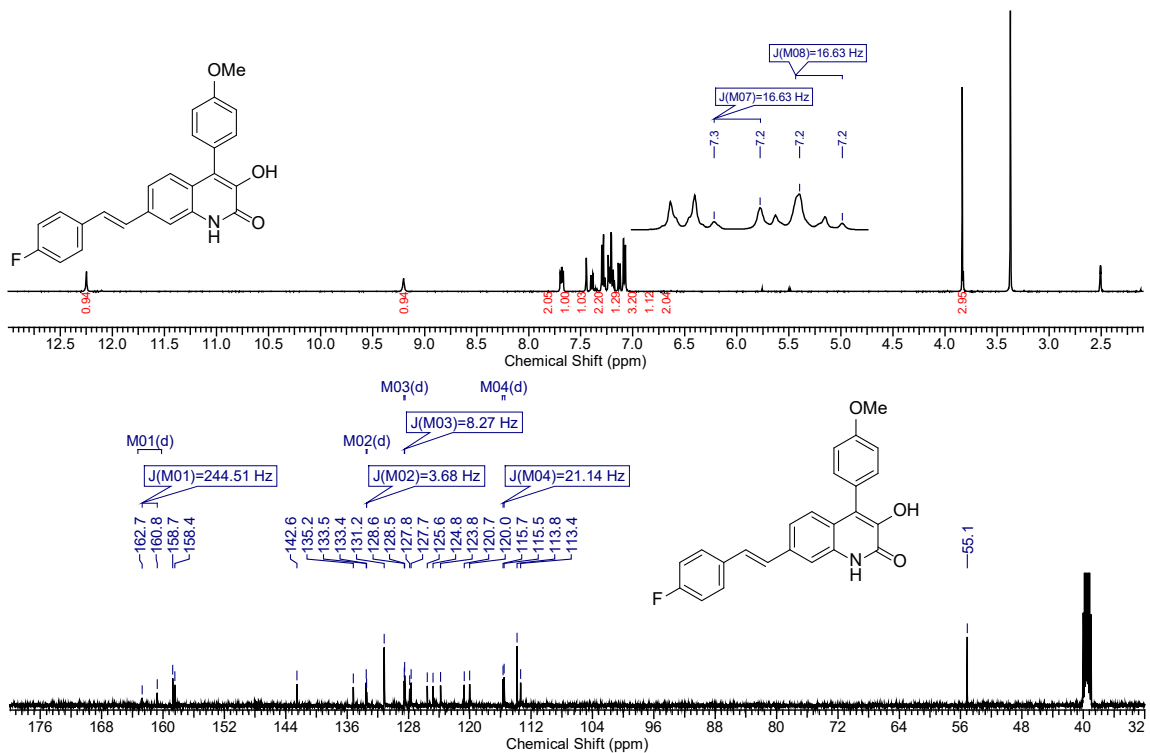 OMe
OH
O
N
H
F
J(M08)=16.63 Hz
J(M07)=16.63 Hz
7.3
7.2
7.2
7.2
0.94
0.94
2.05
1.00
1.03
2.20
1.29
3.20
1.12
2.04
2.95
12.5 12.0 11.5 11.0 10.5 10.0 9.5 9.0 8.5 8.0 7.5 7.0 6.5 6.0 5.5 5.0 4.5 4.0 3.5 3.0 2.5
Chemical Shift (ppm)
M03(d) M04(d)
J(M03)=8.27 Hz
M01(d) M02(d)
J(M01)=244.51 Hz J(M02)=3.68 Hz J(M04)=21.14 Hz
162.7
160.8
158.7
158.4
142.6
135.2
133.5
133.4
131.2
128.6
128.5
127.8
127.7
125.6
124.8
123.8
120.7
120.0
115.7
115.5
113.8
113.4
55.1
OMe
OH
O
N
H
F
176 168 160 152 144 136 128 120 112 104 96 88 80 72 64 56 48 40 32
Chemical Shift (ppm)